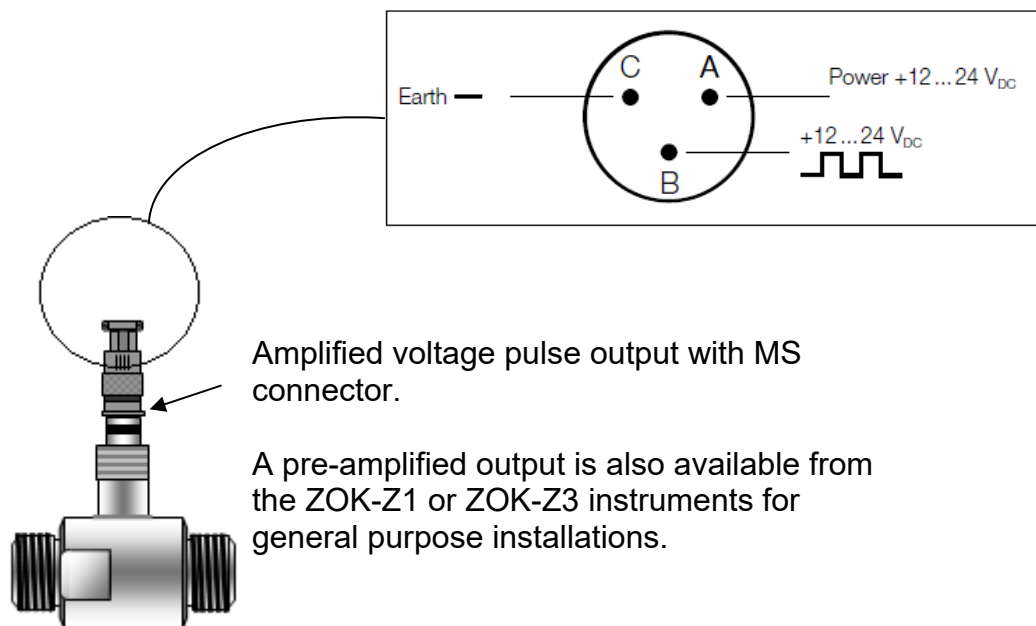 C A
Earth
Power +12 ... 24 VDC
+12 ... 24 VDC
B
Amplified voltage pulse output with MS
connector.
A pre-amplified output is also available from
the ZOK-Z1 or ZOK-Z3 instruments for
general purpose installations.